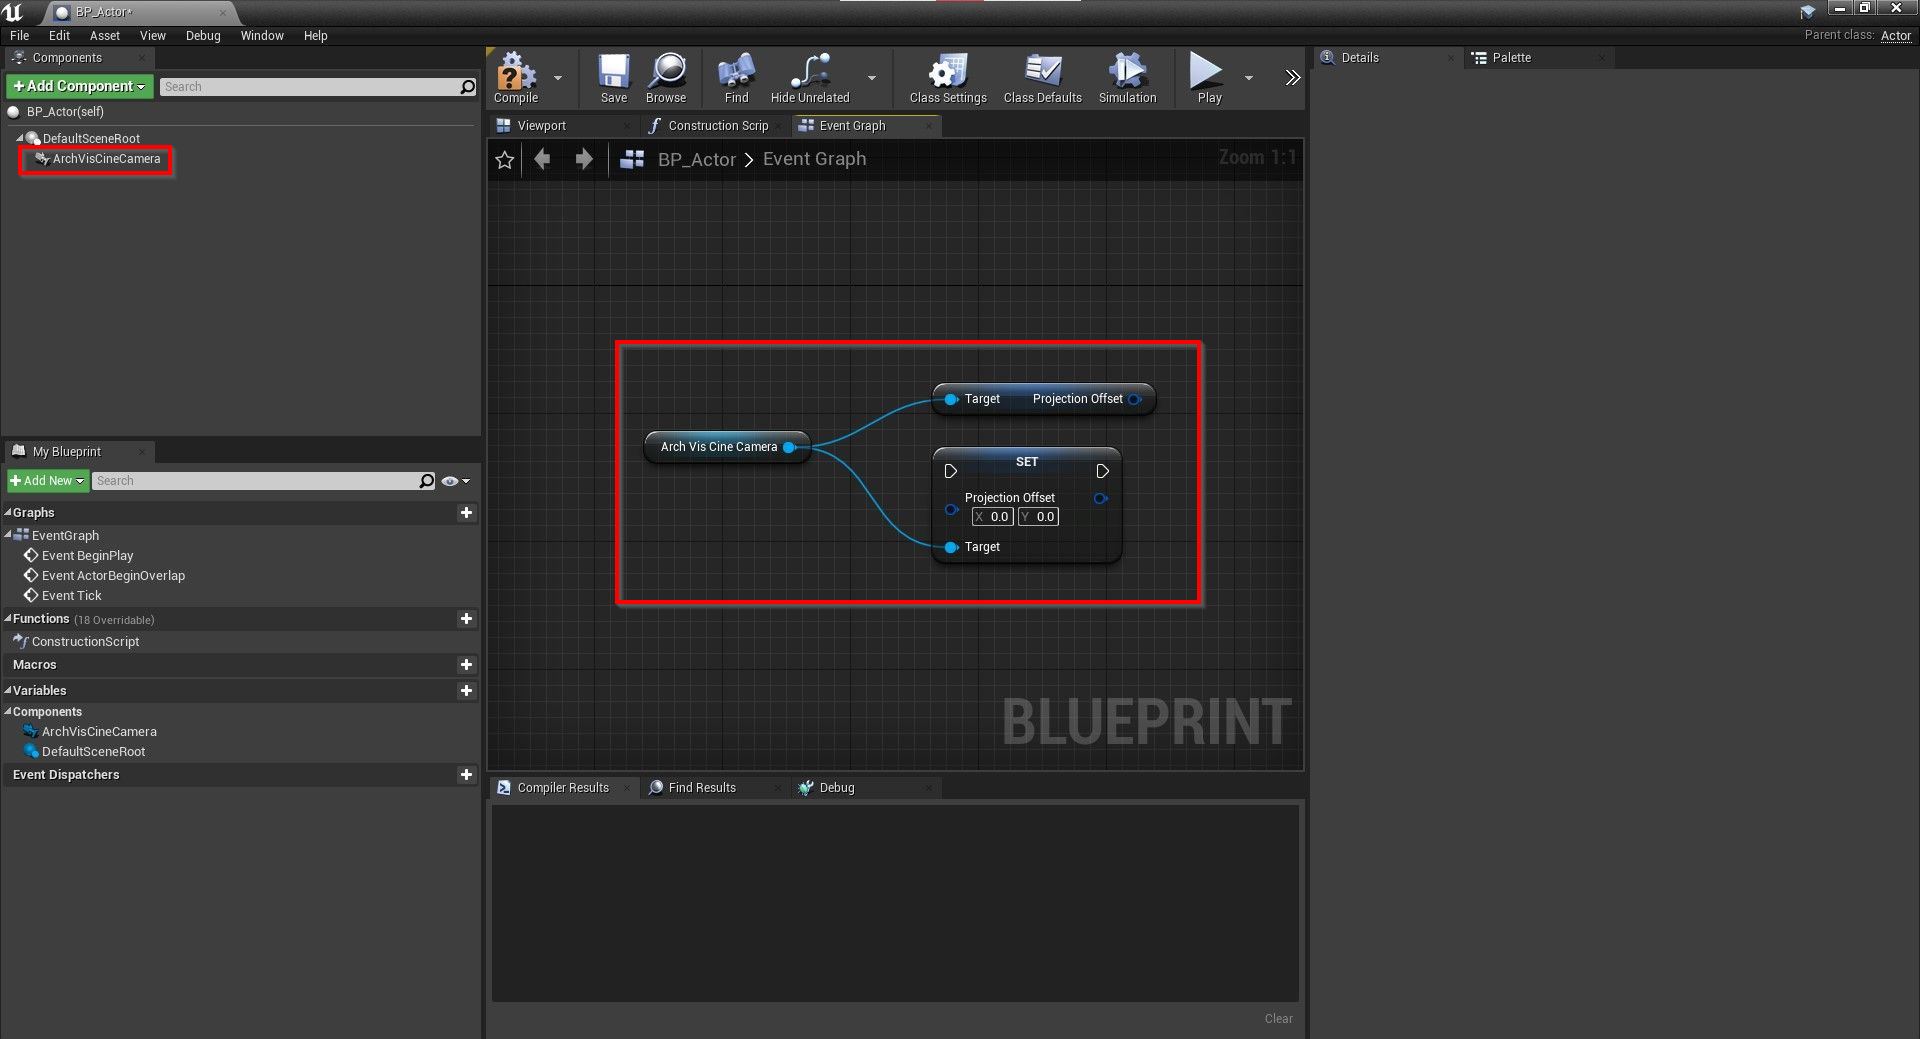 BP_Actor*
File Edit Asset View Debug Window Help
Parent class: Actor
Components
Add Component
Search
BP_Actor(self)
DefaultSceneRoot
ArchVisCineCamera
My Blueprint
Add New
Search
Graphs
EventGraph
Event BeginPlay
Event ActorBeginOverlap
Event Tick
Functions (18 Overridable)
ConstructionScript
Macros
Variables
Components
ArchVisCineCamera
DefaultSceneRoot
Event Dispatchers
Compile Save Browse Find Hide Unrelated Class Settings Class Defaults Simulation Play
Viewport Construction Scrip Event Graph
BP_Actor > Event Graph
Zoom 1:1
Arch Vis Cine Camera
Target Projection Offset
SET
Projection Offset
X 0.0 Y 0.0
Target
BLUEPRINT
Compiler Results Find Results Debug
Clear
Details Palette